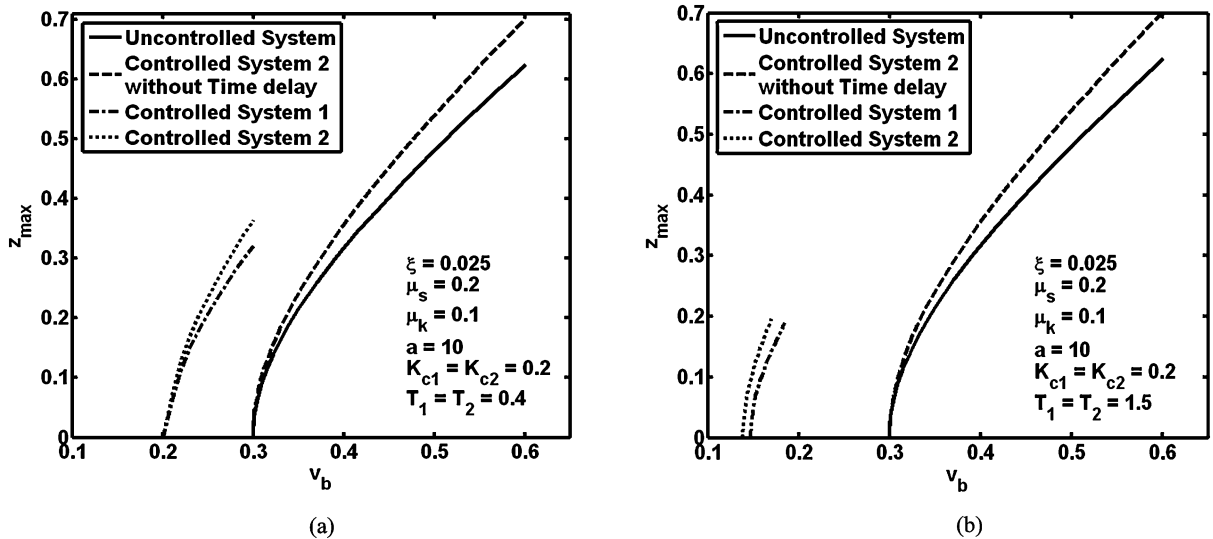 0.7
0.6
0.5
0.4
0.3
0.2
0.1
0
z_max
Uncontrolled System
Controlled System 2
without Time delay
Controlled System 1
Controlled System 2
ξ = 0.025
μ_s = 0.2
μ_k = 0.1
a = 10
K_c1 = K_c2 = 0.2
T_1 = T_2 = 0.4
0.1 0.2 0.3 0.4 0.5 0.6
v_b
(a)
0.7
0.6
0.5
0.4
0.3
0.2
0.1
0
z_max
Uncontrolled System
Controlled System 2
without Time delay
Controlled System 1
Controlled System 2
ξ = 0.025
μ_s = 0.2
μ_k = 0.1
a = 10
K_c1 = K_c2 = 0.2
T_1 = T_2 = 1.5
0.1 0.2 0.3 0.4 0.5 0.6
v_b
(b)